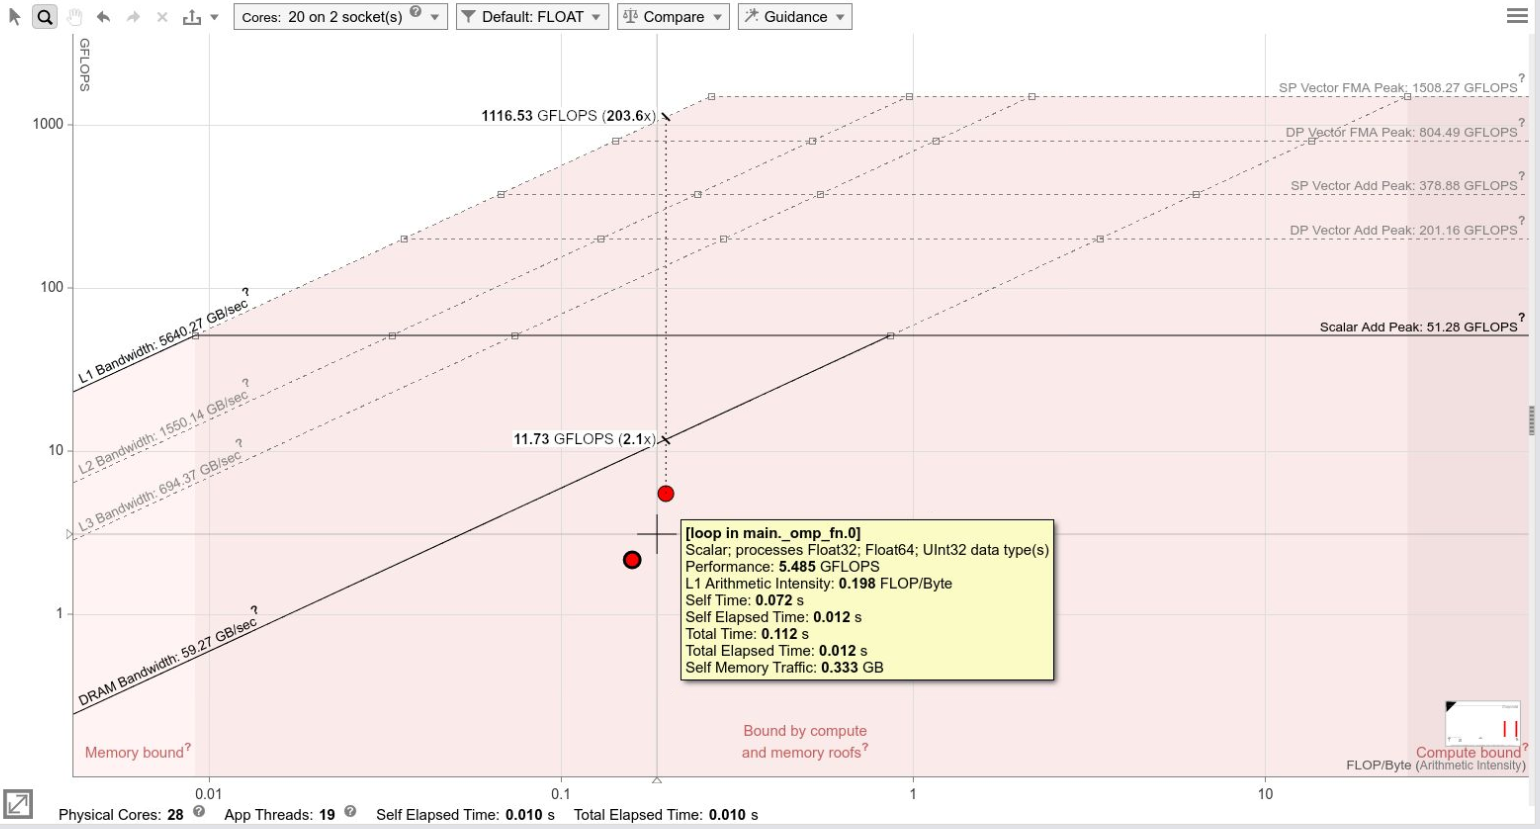 Cores: 20 on 2 socket(s) ?
Default: FLOAT
Compare
Guidance
GFLOPS
SP Vector FMA Peak: 1508.27 GFLOPS ?
1116.53 GFLOPS (203.6x)
1000
DP Vector FMA Peak: 804.49 GFLOPS ?
SP Vector Add Peak: 378.88 GFLOPS ?
DP Vector Add Peak: 201.16 GFLOPS ?
100
L1 Bandwidth: 5640.27 GB/sec ?
Scalar Add Peak: 51.28 GFLOPS ?
L2 Bandwidth: 1550.14 GB/sec ?
11.73 GFLOPS (2.1x)
10
L3 Bandwidth: 694.37 GB/sec ?
[loop in main._omp_fn.0]
Scalar; processes Float32; Float64; UInt32 data type(s)
Performance: 5.485 GFLOPS
L1 Arithmetic Intensity: 0.198 FLOP/Byte
Self Time: 0.072 s
Self Elapsed Time: 0.012 s
Total Time: 0.112 s
Total Elapsed Time: 0.012 s
Self Memory Traffic: 0.333 GB
1
DRAM Bandwidth: 59.27 GB/sec ?
Memory bound?
Bound by compute
and memory roofs?
Compute bound?
FLOP/Byte (Arithmetic Intensity)
0.01
0.1
1
10
Physical Cores: 28 ? App Threads: 19 ? Self Elapsed Time: 0.010 s Total Elapsed Time: 0.010 s